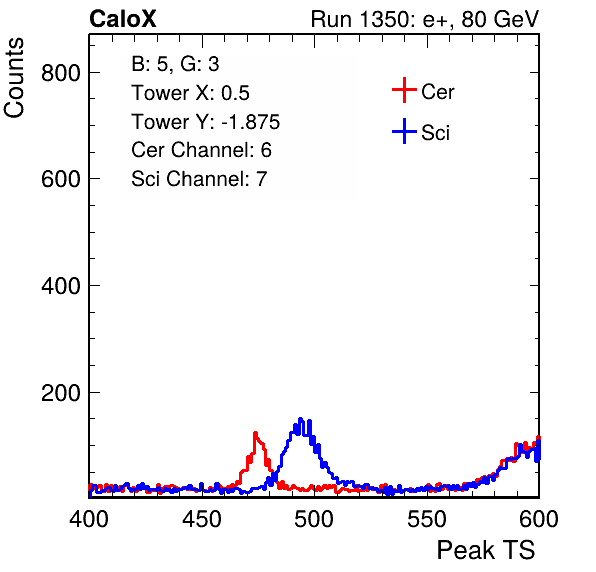 CaloX Run 1350: e+, 80 GeV
Counts
800
600
400
200
B: 5, G: 3
Tower X: 0.5
Tower Y: -1.875
Cer Channel: 6
Sci Channel: 7
Cer
Sci
400 450 500 550 600
Peak TS